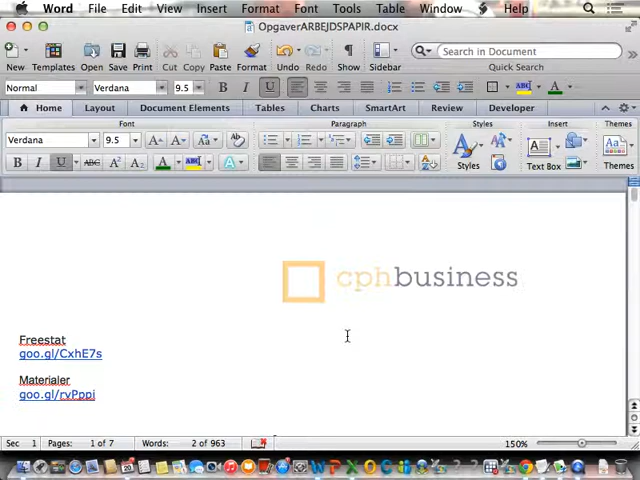 Word File Edit View Insert Format Font Tools Table Window Help
OpgaverARBEJDSPAPIR.docx
Search in Document
New Templates Open Save Print Undo Redo Cut Copy Paste Format Show Sidebar Quick Search
Normal Verdana 9.5 B I U
Home Layout Document Elements Tables Charts SmartArt Review Developer
Font Paragraph Styles Insert Themes
Verdana 9.5
B I U ABC Styles Text Box Picture Themes
cphbusiness
Freestat
goo.gl/CxhE7s
Materialer
goo.gl/rvPppi
Sec 1 Pages: 1 of 7 Words: 2 of 963 150%